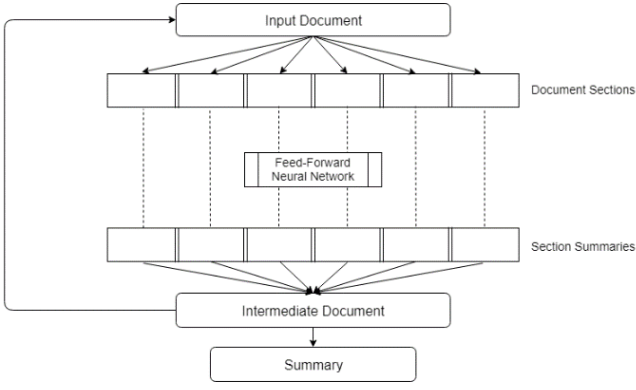 Input Document
Document Sections
Feed-Forward
Neural Network
Section Summaries
Intermediate Document
Summary